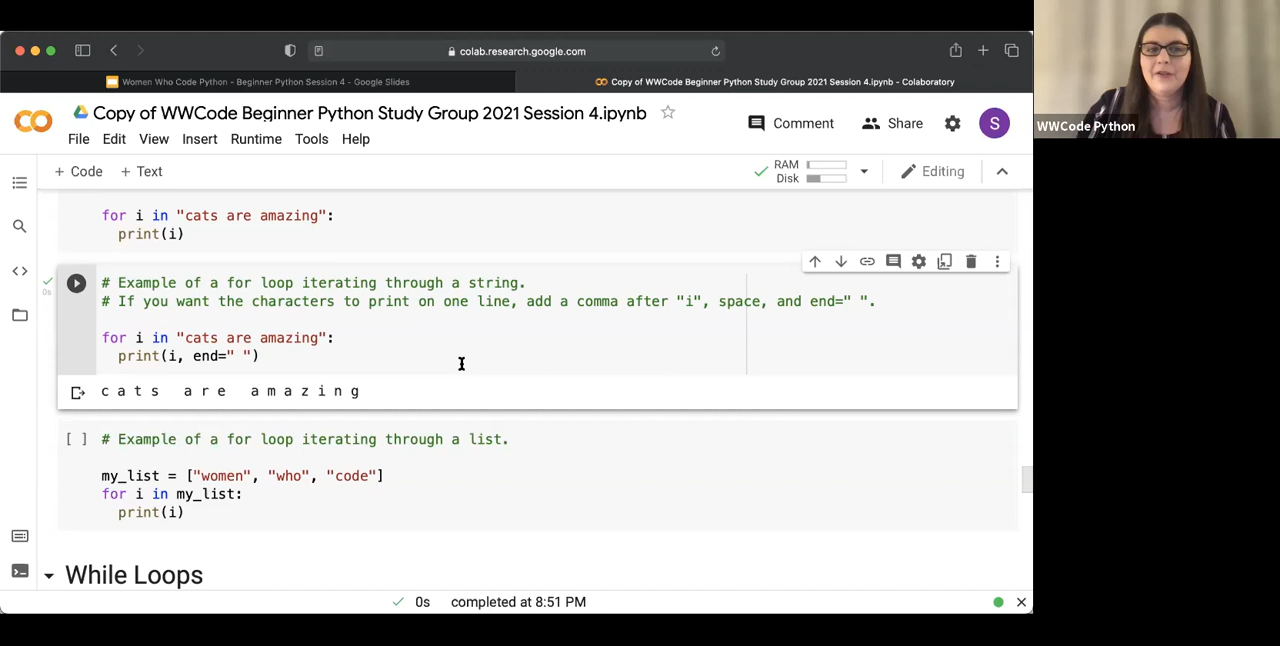 colab.research.google.com
Women Who Code Python - Beginner Python Session 4 - Google Slides
Copy of WWCode Beginner Python Study Group 2021 Session 4.ipynb - Colaboratory
Copy of WWCode Beginner Python Study Group 2021 Session 4.ipynb
Comment
Share
S
File Edit View Insert Runtime Tools Help
WWCode Python
+ Code + Text
RAM
Disk
Editing
for i in "cats are amazing":
print(i)
# Example of a for loop iterating through a string.
0s
# If you want the characters to print on one line, add a comma after "i", space, and end=" ".
for i in "cats are amazing":
print(i, end=" ")
c a t s   a r e   a m a z i n g
[ ] # Example of a for loop iterating through a list.
my_list = ["women", "who", "code"]
for i in my_list:
print(i)
While Loops
0s completed at 8:51 PM